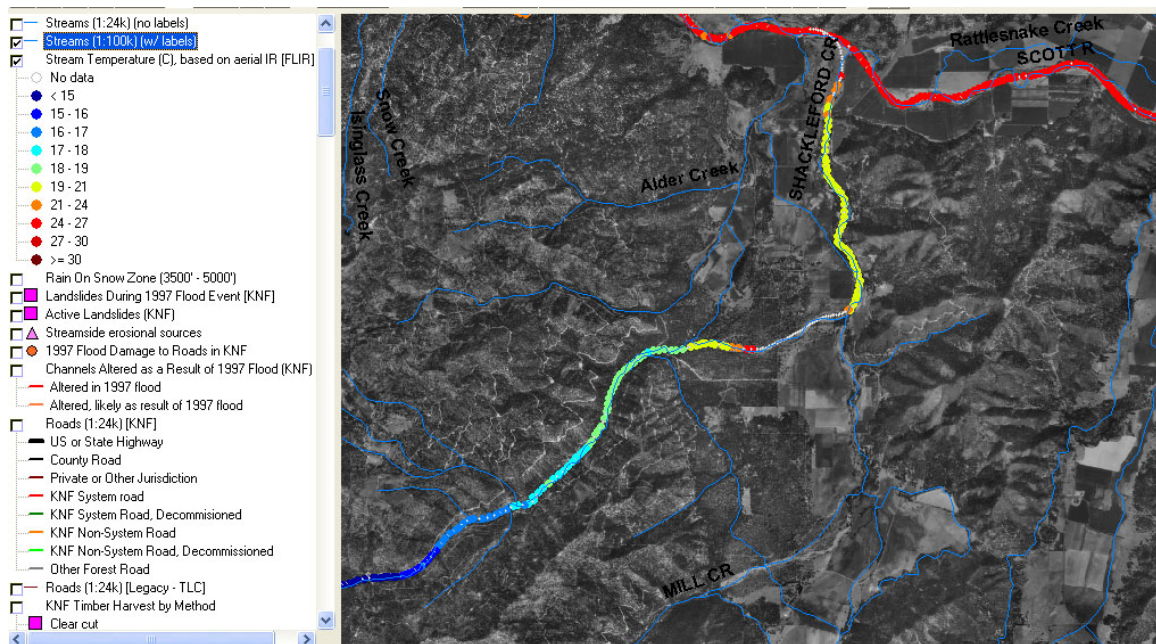 Streams (1:24k) (no labels)
Streams (1:100k) (w/ labels)
Stream Temperature (C), based on aerial IR [FLIR]
No data
< 15
15 - 16
16 - 17
17 - 18
18 - 19
19 - 21
21 - 24
24 - 27
27 - 30
>= 30
Rain On Snow Zone (3500' - 5000')
Landslides During 1997 Flood Event [KNF]
Active Landslides (KNF)
Streamside erosional sources
1997 Flood Damage to Roads in KNF
Channels Altered as a Result of 1997 Flood (KNF)
Altered in 1997 flood
Altered, likely as result of 1997 flood
Roads (1:24k) [KNF]
US or State Highway
County Road
Private or Other Jurisdiction
KNF System road
KNF System Road, Decommisioned
KNF Non-System Road
KNF Non-System Road, Decommissioned
Other Forest Road
Roads (1:24k) [Legacy - TLC]
KNF Timber Harvest by Method
Clear cut
Rattlesnake Creek
SCOTT R
SHACKLEFORD CR
Snow Creek
Isinglass Creek
Alder Creek
MILL CR